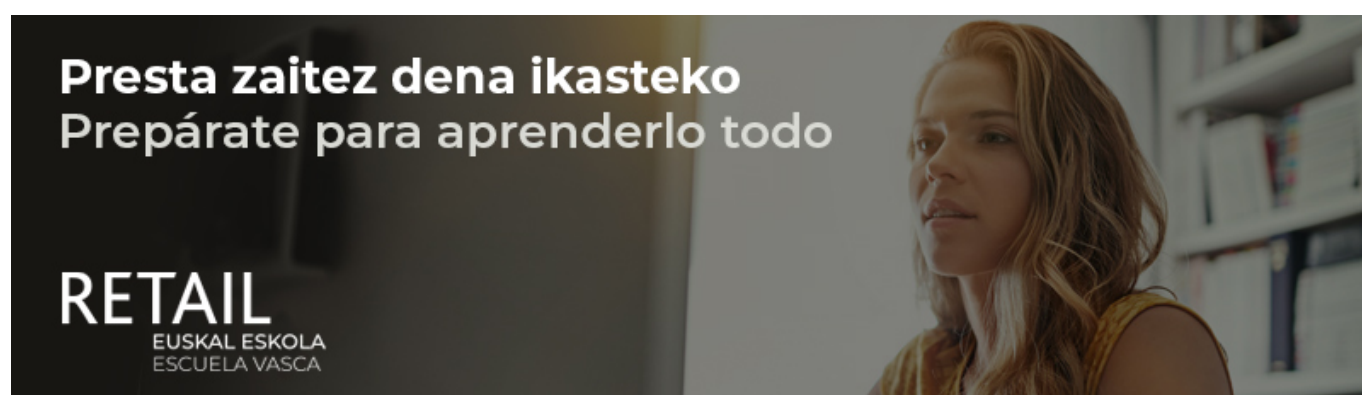 Presta zaitez dena ikasteko
Prepárate para aprenderlo todo
RETAIL
EUSKAL ESKOLA
ESCUELA VASCA